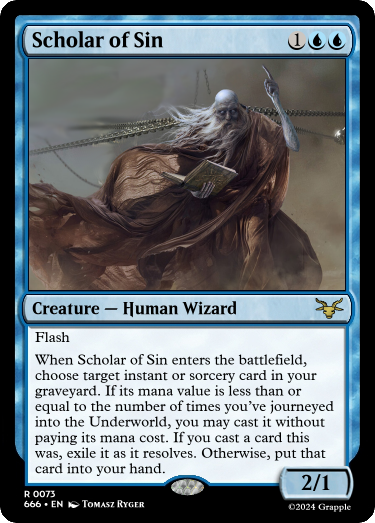 Scholar of Sin 1
Creature — Human Wizard
Flash
When Scholar of Sin enters the battlefield,
choose target instant or sorcery card in your
graveyard. If its mana value is less than or
equal to the number of times you’ve journeyed
into the Underworld, you may cast it without
paying its mana cost. If you cast a card this
way, exile it as it resolves. Otherwise, put that
card into your hand.
2/1
R 0073
666 • EN Tomasz Ryger
©2024 Grapple